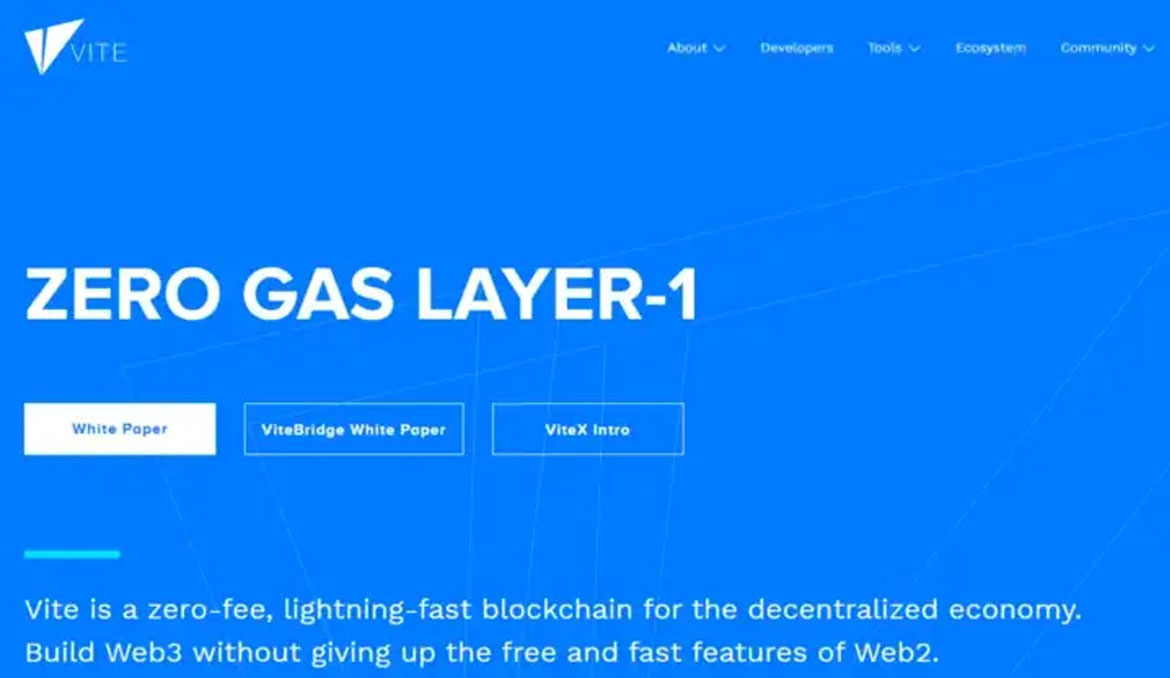 VITE
About
Developers
Tools
Ecosystem
Community
ZERO GAS LAYER-1
White Paper
ViteBridge White Paper
ViteX Intro
Vite is a zero-fee, lightning-fast blockchain for the decentralized economy.
Build Web3 without giving up the free and fast features of Web2.